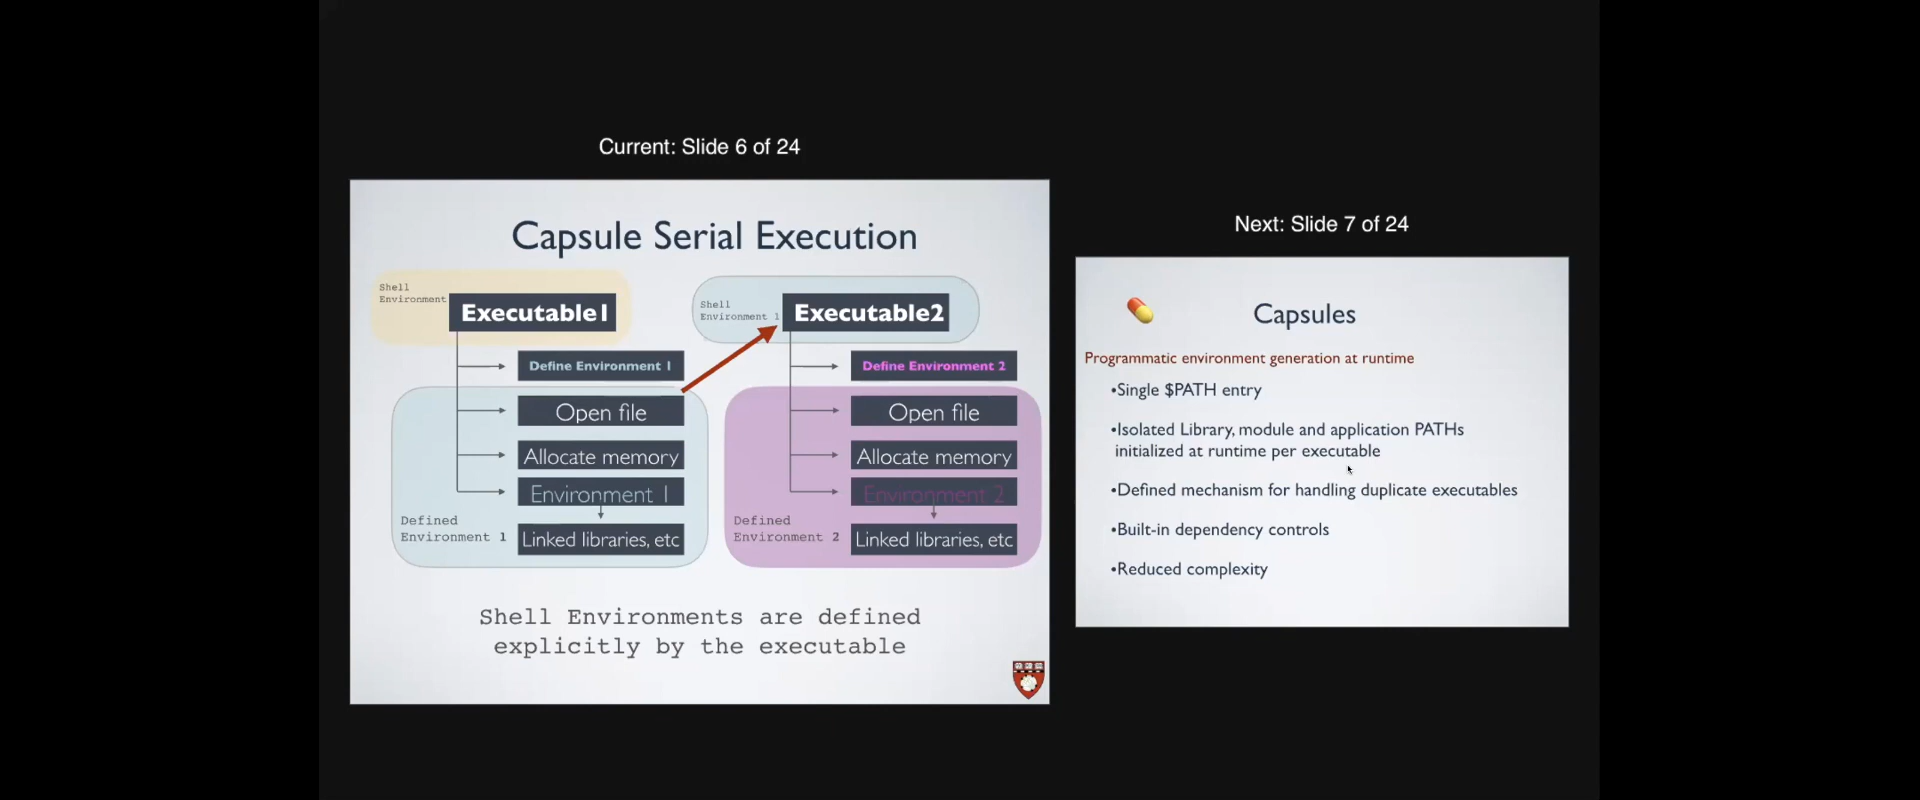 Current: Slide 6 of 24
Capsule Serial Execution
Shell
Environment
Executable1
Define Environment 1
Open file
Allocate memory
Environment 1
Defined
Environment 1
Linked libraries, etc
Shell
Environment 1
Executable2
Define Environment 2
Open file
Allocate memory
Environment 2
Defined
Environment 2
Linked libraries, etc
Shell Environments are defined
explicitly by the executable
Next: Slide 7 of 24
Capsules
Programmatic environment generation at runtime
•Single $PATH entry
•Isolated Library, module and application PATHs
initialized at runtime per executable
•Defined mechanism for handling duplicate executables
•Built-in dependency controls
•Reduced complexity